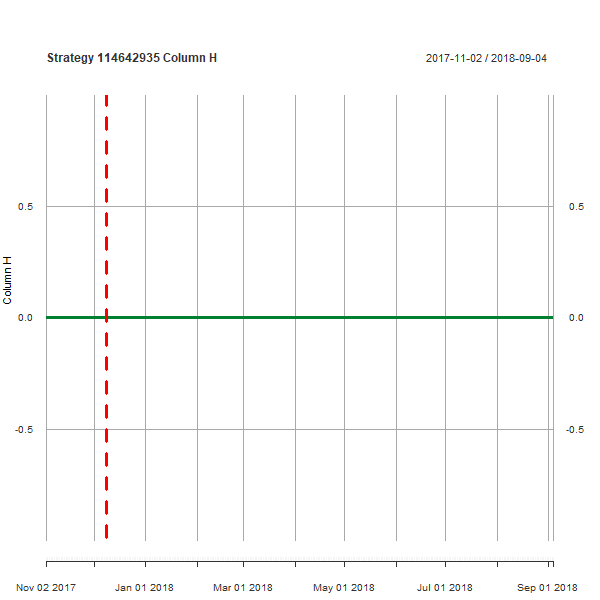 Strategy 114642935 Column H
2017-11-02 / 2018-09-04
0.5
0.5
Column H
0.0
0.0
-0.5
-0.5
Nov 02 2017
Jan 01 2018
Mar 01 2018
May 01 2018
Jul 01 2018
Sep 01 2018